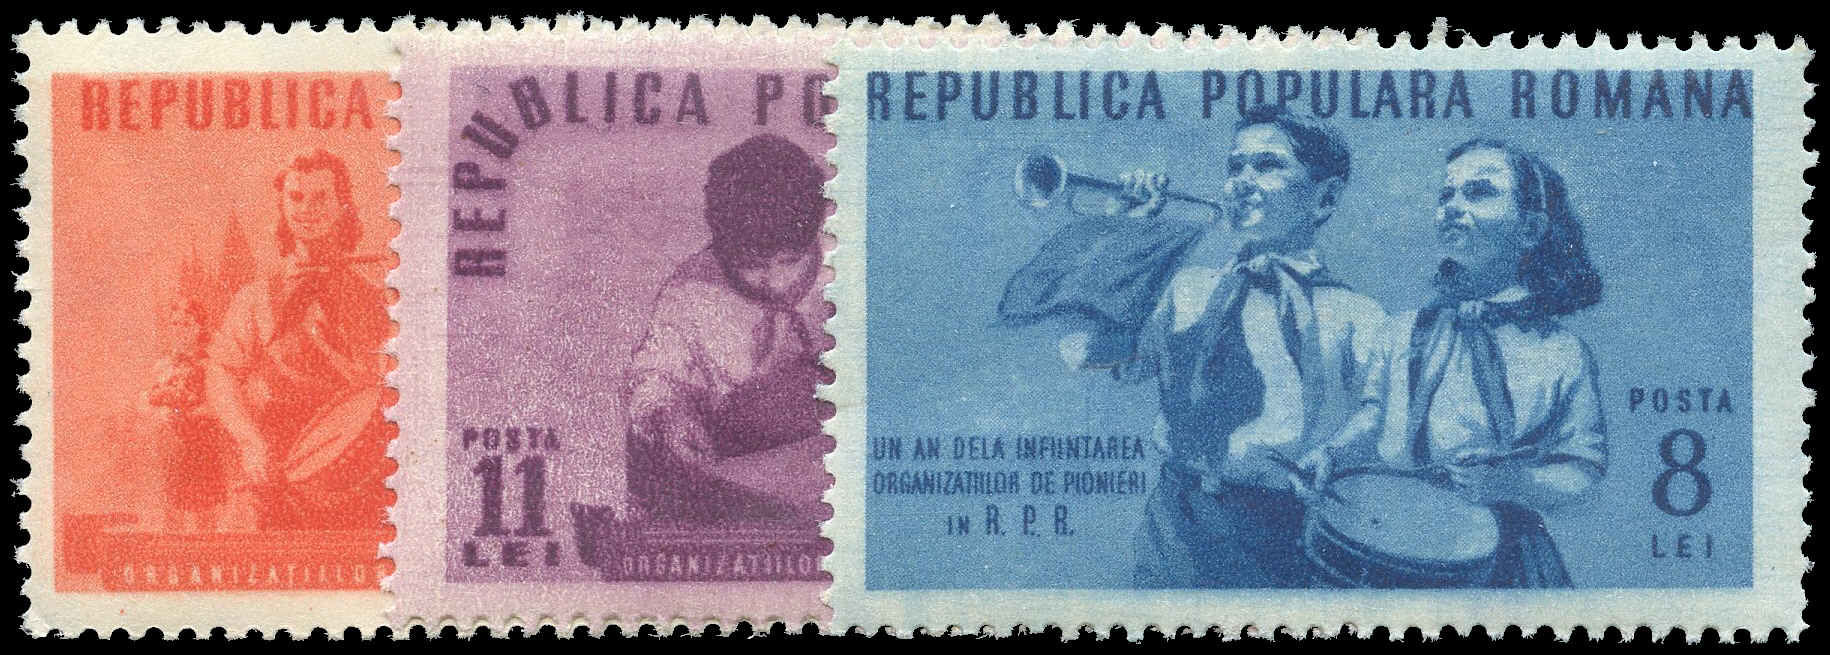 REPUBLICA
ORGANIZATIILO
REPUBLICA PO
POSTA
11
LEI
ORGANIZATIILO
REPUBLICA POPULARA ROMANA
UN AN DELA INFIINTAREA
ORGANIZATIILOR DE PIONIERI
IN R. P. R.
POSTA
8
LEI